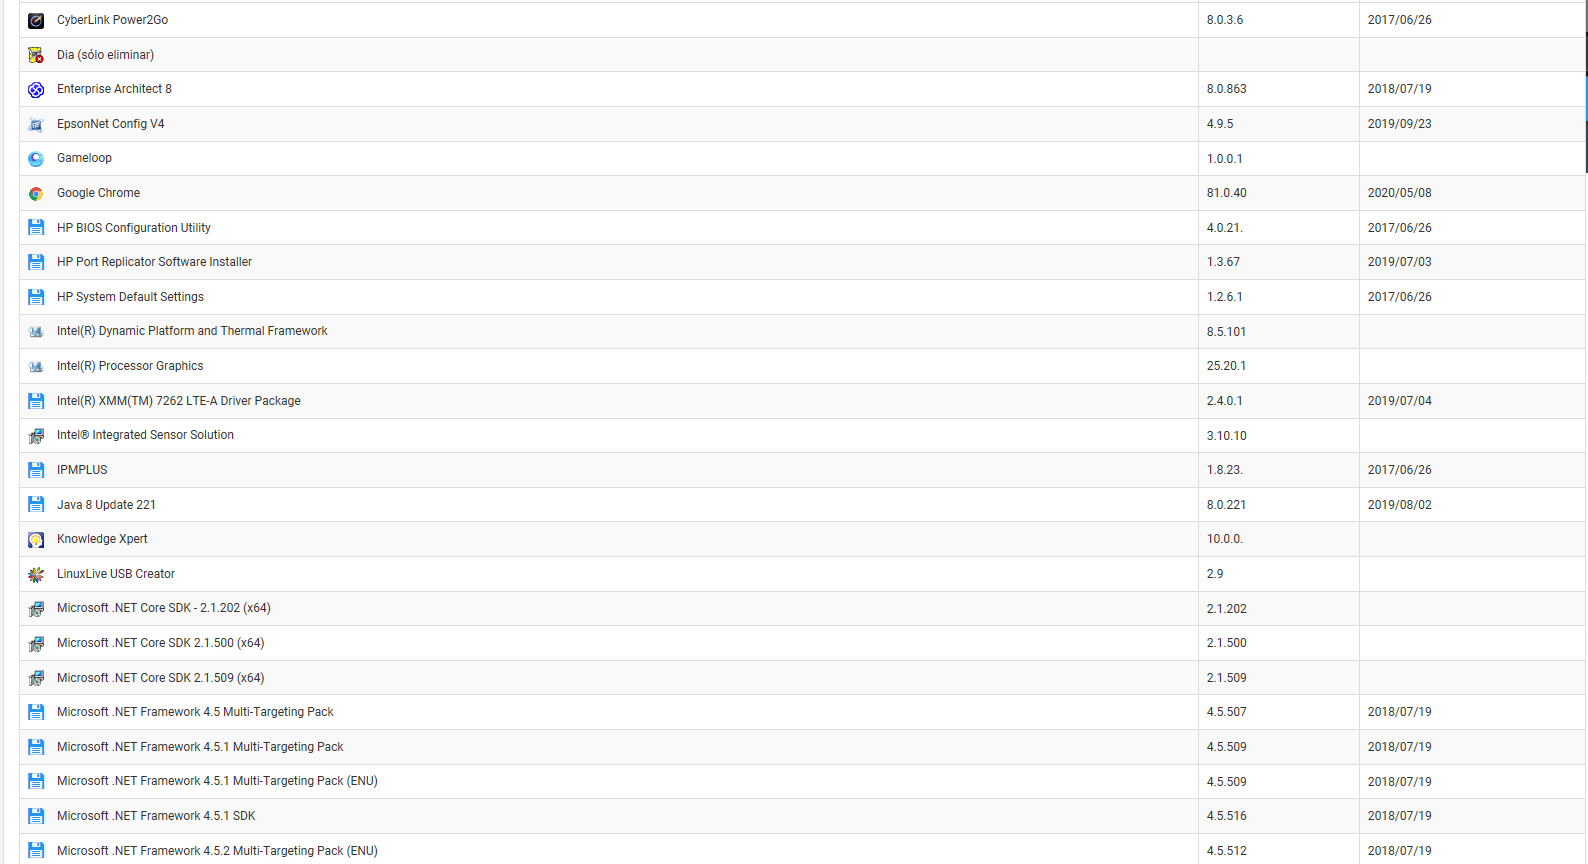 CyberLink Power2Go 8.0.3.6 2017/06/26
Dia (sólo eliminar)
Enterprise Architect 8 8.0.863 2018/07/19
EpsonNet Config V4 4.9.5 2019/09/23
Gameloop 1.0.0.1
Google Chrome 81.0.40 2020/05/08
HP BIOS Configuration Utility 4.0.21. 2017/06/26
HP Port Replicator Software Installer 1.3.67 2019/07/03
HP System Default Settings 1.2.6.1 2017/06/26
Intel(R) Dynamic Platform and Thermal Framework 8.5.101
Intel(R) Processor Graphics 25.20.1
Intel(R) XMM(TM) 7262 LTE-A Driver Package 2.4.0.1 2019/07/04
Intel® Integrated Sensor Solution 3.10.10
IPMPLUS 1.8.23. 2017/06/26
Java 8 Update 221 8.0.221 2019/08/02
Knowledge Xpert 10.0.0.
LinuxLive USB Creator 2.9
Microsoft .NET Core SDK - 2.1.202 (x64) 2.1.202
Microsoft .NET Core SDK 2.1.500 (x64) 2.1.500
Microsoft .NET Core SDK 2.1.509 (x64) 2.1.509
Microsoft .NET Framework 4.5 Multi-Targeting Pack 4.5.507 2018/07/19
Microsoft .NET Framework 4.5.1 Multi-Targeting Pack 4.5.509 2018/07/19
Microsoft .NET Framework 4.5.1 Multi-Targeting Pack (ENU) 4.5.509 2018/07/19
Microsoft .NET Framework 4.5.1 SDK 4.5.516 2018/07/19
Microsoft .NET Framework 4.5.2 Multi-Targeting Pack (ENU) 4.5.512 2018/07/19